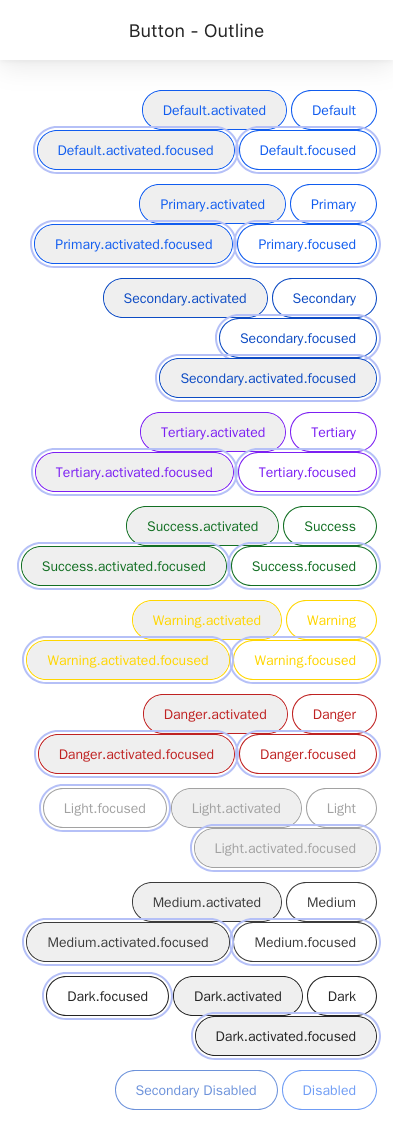 Button - Outline
Default.activated Default
Default.activated.focused Default.focused
Primary.activated Primary
Primary.activated.focused Primary.focused
Secondary.activated Secondary
Secondary.focused
Secondary.activated.focused
Tertiary.activated Tertiary
Tertiary.activated.focused Tertiary.focused
Success.activated Success
Success.activated.focused Success.focused
Warning.activated Warning
Warning.activated.focused Warning.focused
Danger.activated Danger
Danger.activated.focused Danger.focused
Light.focused Light.activated Light
Light.activated.focused
Medium.activated Medium
Medium.activated.focused Medium.focused
Dark.focused Dark.activated Dark
Dark.activated.focused
Secondary Disabled Disabled